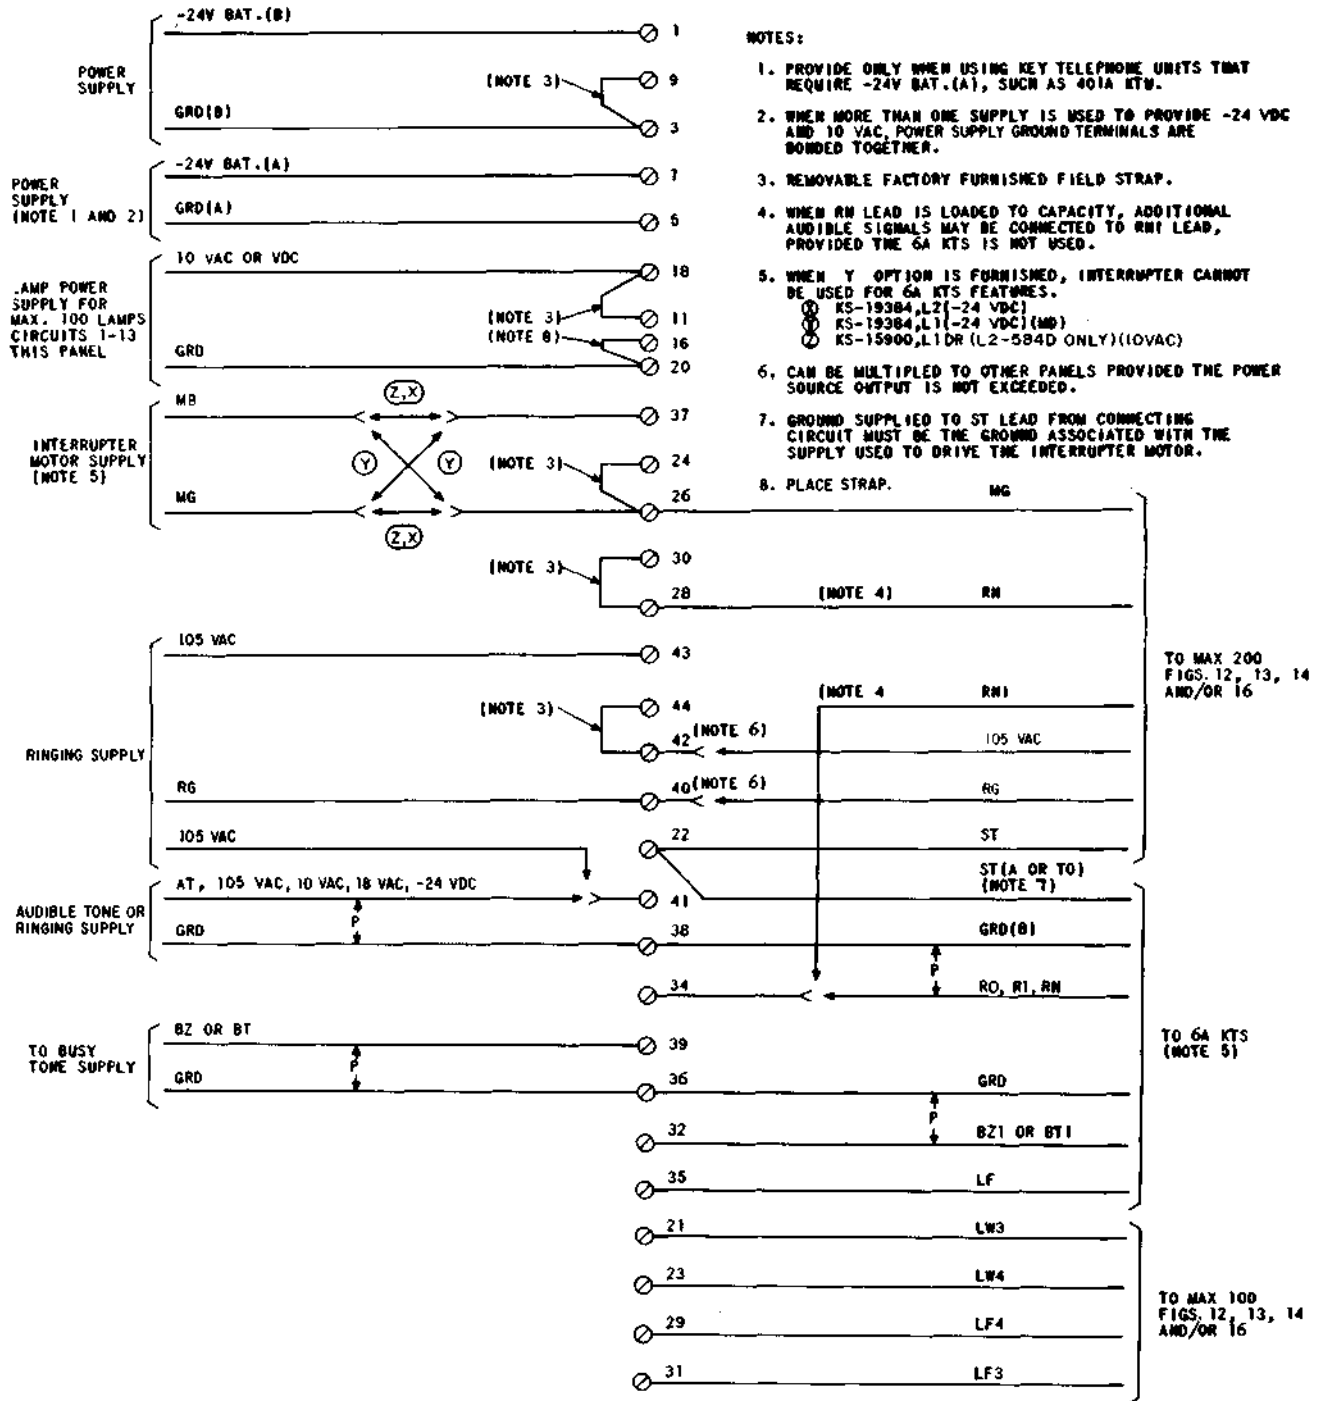 -24V BAT.(B)
1
POWER
SUPPLY
(NOTE 3)
9
GRD(B)
3
-24V BAT.(A)
7
POWER
SUPPLY
(NOTE 1 AND 2)
GRD(A)
5
10 VAC OR VDC
18
.AMP POWER
SUPPLY FOR
MAX. 100 LAMPS
CIRCUITS 1-13
THIS PANEL
(NOTE 3)
11
(NOTE 8)
16
GRD
20
MB
Z,X
37
INTERRUPTER
MOTOR SUPPLY
(NOTE 5)
Y
Y
(NOTE 3)
24
MG
26
Z,X
MG
(NOTE 3)
30
28
(NOTE 4)
RN
105 VAC
43
TO MAX 200
FIGS. 12, 13, 14
AND/OR 16
(NOTE 3)
44
(NOTE 4
RN1
42
(NOTE 6)
105 VAC
RINGING SUPPLY
RG
40
(NOTE 6)
RG
105 VAC
22
ST
ST(A OR TO)
(NOTE 7)
AT, 105 VAC, 10 VAC, 18 VAC, -24 VDC
41
AUDIBLE TONE OR
RINGING SUPPLY
P
GRD
38
GRD(B)
P
34
RO, R1, RN
BZ OR BT
39
TO BUSY
TONE SUPPLY
P
TO 6A KTS
(NOTE 5)
GRD
36
GRD
P
32
BZ1 OR BT1
35
LF
21
LW3
23
LW4
TO MAX 100
FIGS. 12, 13, 14
AND/OR 16
29
LF4
31
LF3
NOTES:
1. PROVIDE ONLY WHEN USING KEY TELEPHONE UNITS THAT
REQUIRE -24V BAT.(A), SUCH AS 401A KTU.
2. WHEN MORE THAN ONE SUPPLY IS USED TO PROVIDE -24 VDC
AND 10 VAC, POWER SUPPLY GROUND TERMINALS ARE
BONDED TOGETHER.
3. REMOVABLE FACTORY FURNISHED FIELD STRAP.
4. WHEN RN LEAD IS LOADED TO CAPACITY, ADDITIONAL
AUDIBLE SIGNALS MAY BE CONNECTED TO RN1 LEAD,
PROVIDED THE 6A KTS IS NOT USED.
5. WHEN Y OPTION IS FURNISHED, INTERRUPTER CANNOT
BE USED FOR 6A KTS FEATURES.
X KS-19384,L2(-24 VDC)
Y KS-19384,L1(-24 VDC)(MD)
Z KS-15900,L1 DR (L2-584D ONLY)(10VAC)
6. CAN BE MULTIPLED TO OTHER PANELS PROVIDED THE POWER
SOURCE OUTPUT IS NOT EXCEEDED.
7. GROUND SUPPLIED TO ST LEAD FROM CONNECTING
CIRCUIT MUST BE THE GROUND ASSOCIATED WITH THE
SUPPLY USED TO DRIVE THE INTERRUPTER MOTOR.
8. PLACE STRAP.